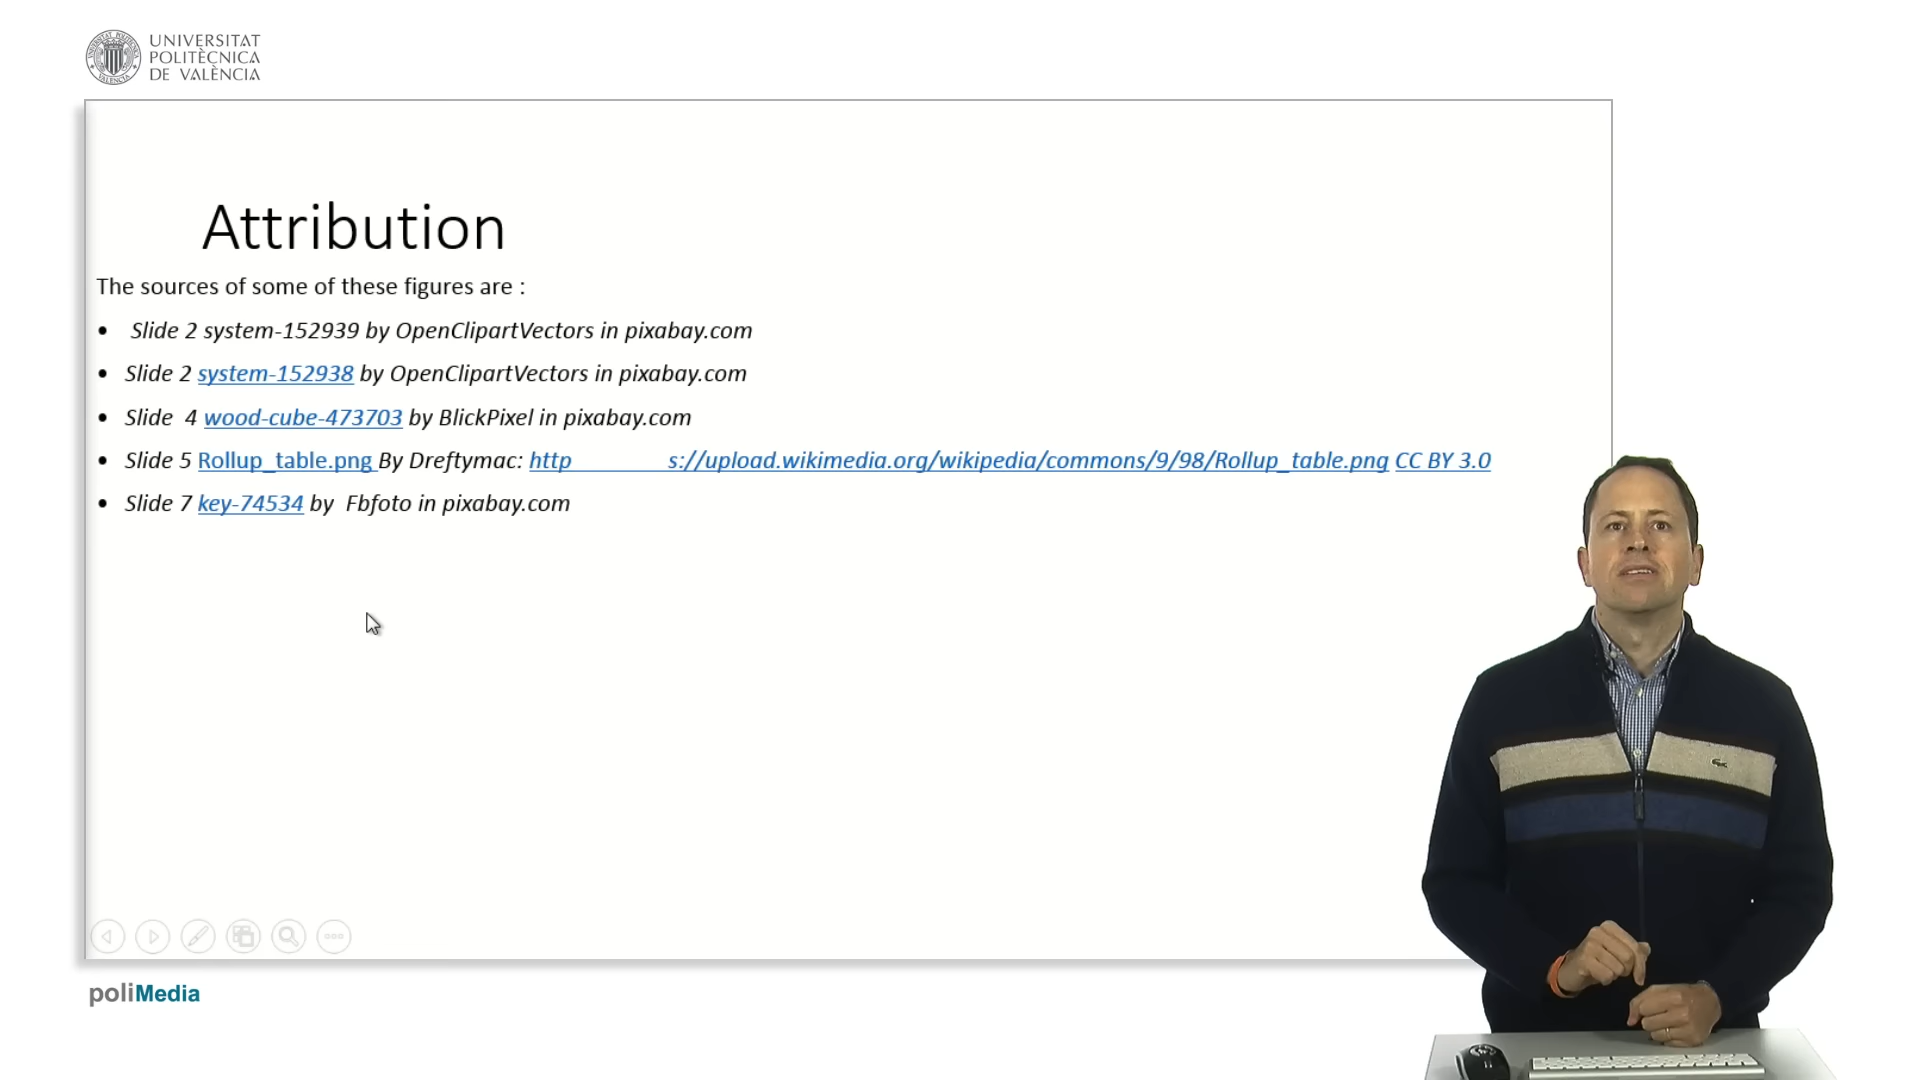 UNIVERSITAT
POLITÈCNICA
DE VALÈNCIA
Attribution
The sources of some of these figures are :
• Slide 2 system-152939 by OpenClipartVectors in pixabay.com
• Slide 2 system-152938 by OpenClipartVectors in pixabay.com
• Slide 4 wood-cube-473703 by BlickPixel in pixabay.com
• Slide 5 Rollup_table.png By Dreftymac: http s://upload.wikimedia.org/wikipedia/commons/9/98/Rollup_table.png CC BY 3.0
• Slide 7 key-74534 by Fbfoto in pixabay.com
poliMedia